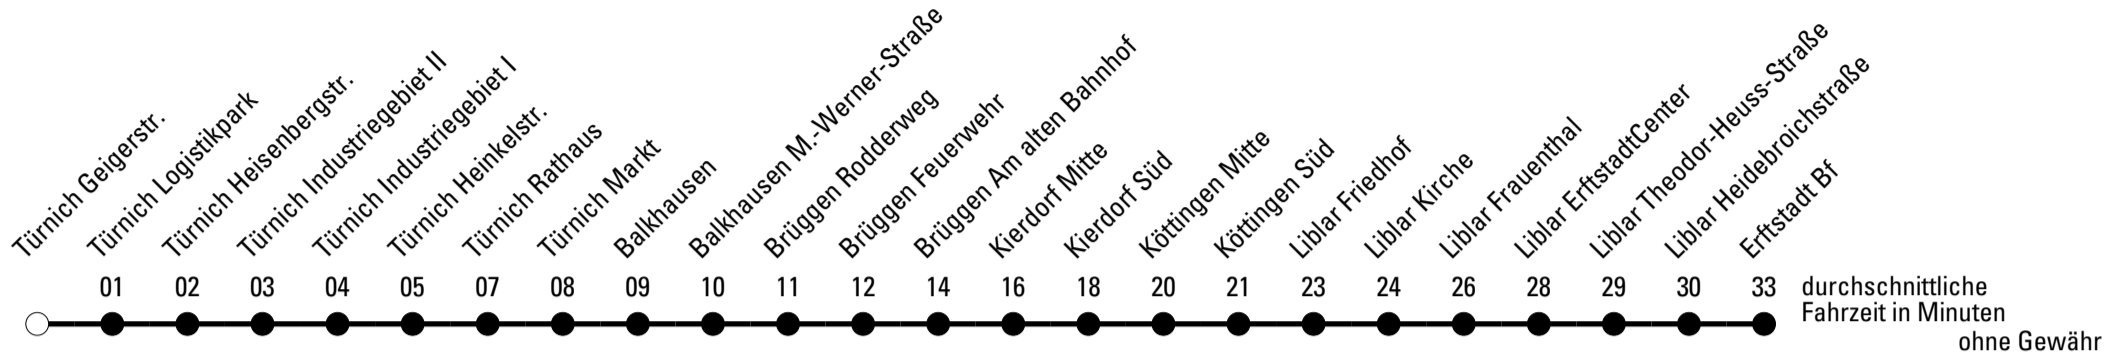 Türnich Geigerstr.
Türnich Logistikpark
Türnich Heisenbergstr.
Türnich Industriegebiet II
Türnich Industriegebiet I
Türnich Heinkelstr.
Türnich Rathaus
Türnich Markt
Balkhausen
Balkhausen M.-Werner-Straße
Brüggen Rodderweg
Brüggen Feuerwehr
Brüggen Am alten Bahnhof
Kierdorf Mitte
Kierdorf Süd
Köttingen Mitte
Köttingen Süd
Liblar Friedhof
Liblar Kirche
Liblar Frauenthal
Liblar ErftstadtCenter
Liblar Theodor-Heuss-Straße
Liblar Heidebroichstraße
Erftstadt Bf
01 02 03 04 05 07 08 09 10 11 12 14 16 18 20 21 23 24 26 28 29 30 33 durchschnittliche
Fahrzeit in Minuten
ohne Gewähr